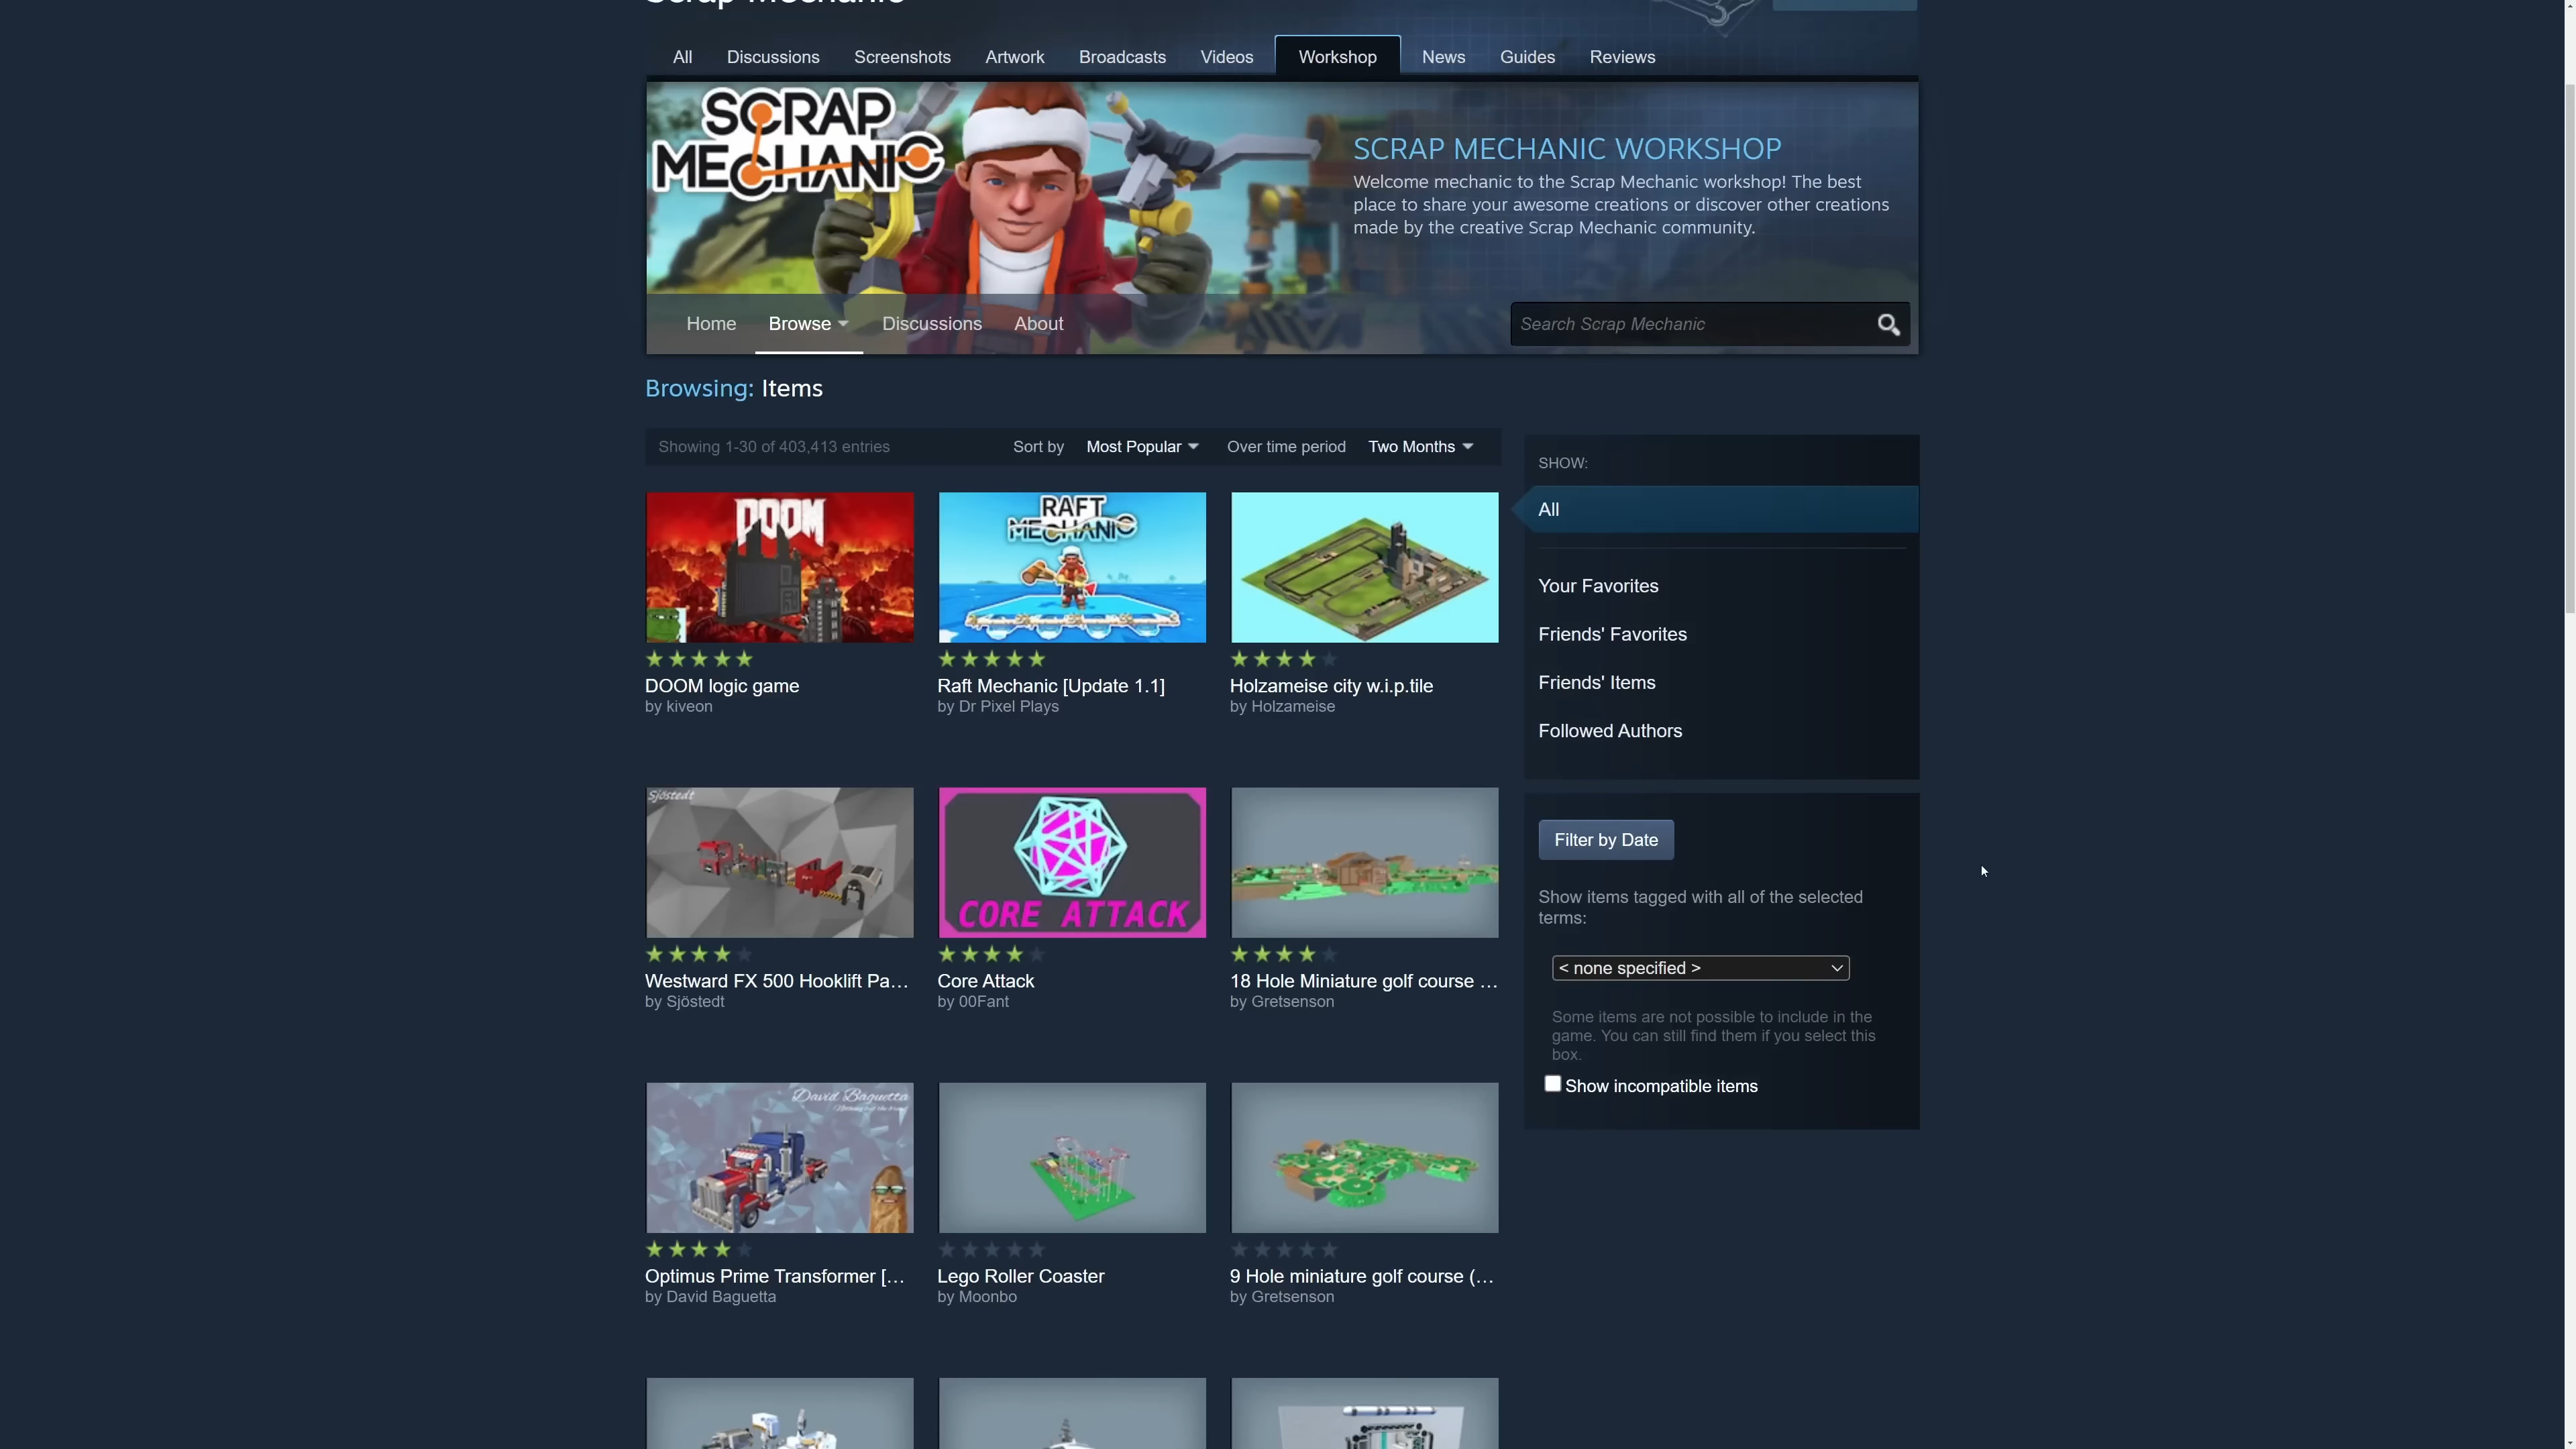 Scrap Mechanic
All Discussions Screenshots Artwork Broadcasts Videos Workshop News Guides Reviews
SCRAP
MECHANIC
SCRAP MECHANIC WORKSHOP
Welcome mechanic to the Scrap Mechanic workshop! The best
place to share your awesome creations or discover other creations
made by the creative Scrap Mechanic community.
Home Browse Discussions About
Search Scrap Mechanic
Browsing: Items
Showing 1-30 of 403,413 entries
Sort by Most Popular Over time period Two Months
DOOM
DOOM logic game
by kiveon
RAFT
MECHANIC
Raft Mechanic [Update 1.1]
by Dr Pixel Plays
Holzameise city w.i.p.tile
by Holzameise
Sjöstedt
Westward FX 500 Hooklift Pa...
by Sjöstedt
CORE ATTACK
Core Attack
by 00Fant
18 Hole Miniature golf course ...
by Gretsenson
David Baguetta
Optimus Prime Transformer [...
by David Baguetta
Lego Roller Coaster
by Moonbo
9 Hole miniature golf course (...
by Gretsenson
SHOW:
All
Your Favorites
Friends' Favorites
Friends' Items
Followed Authors
Filter by Date
Show items tagged with all of the selected
terms:
< none specified >
Some items are not possible to include in the
game. You can still find them if you select this
box.
Show incompatible items